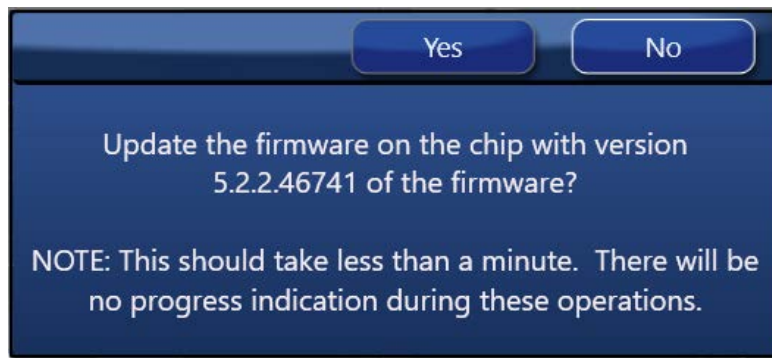 Yes
No
Update the firmware on the chip with version
5.2.2.46741 of the firmware?
NOTE: This should take less than a minute.  There will be
no progress indication during these operations.